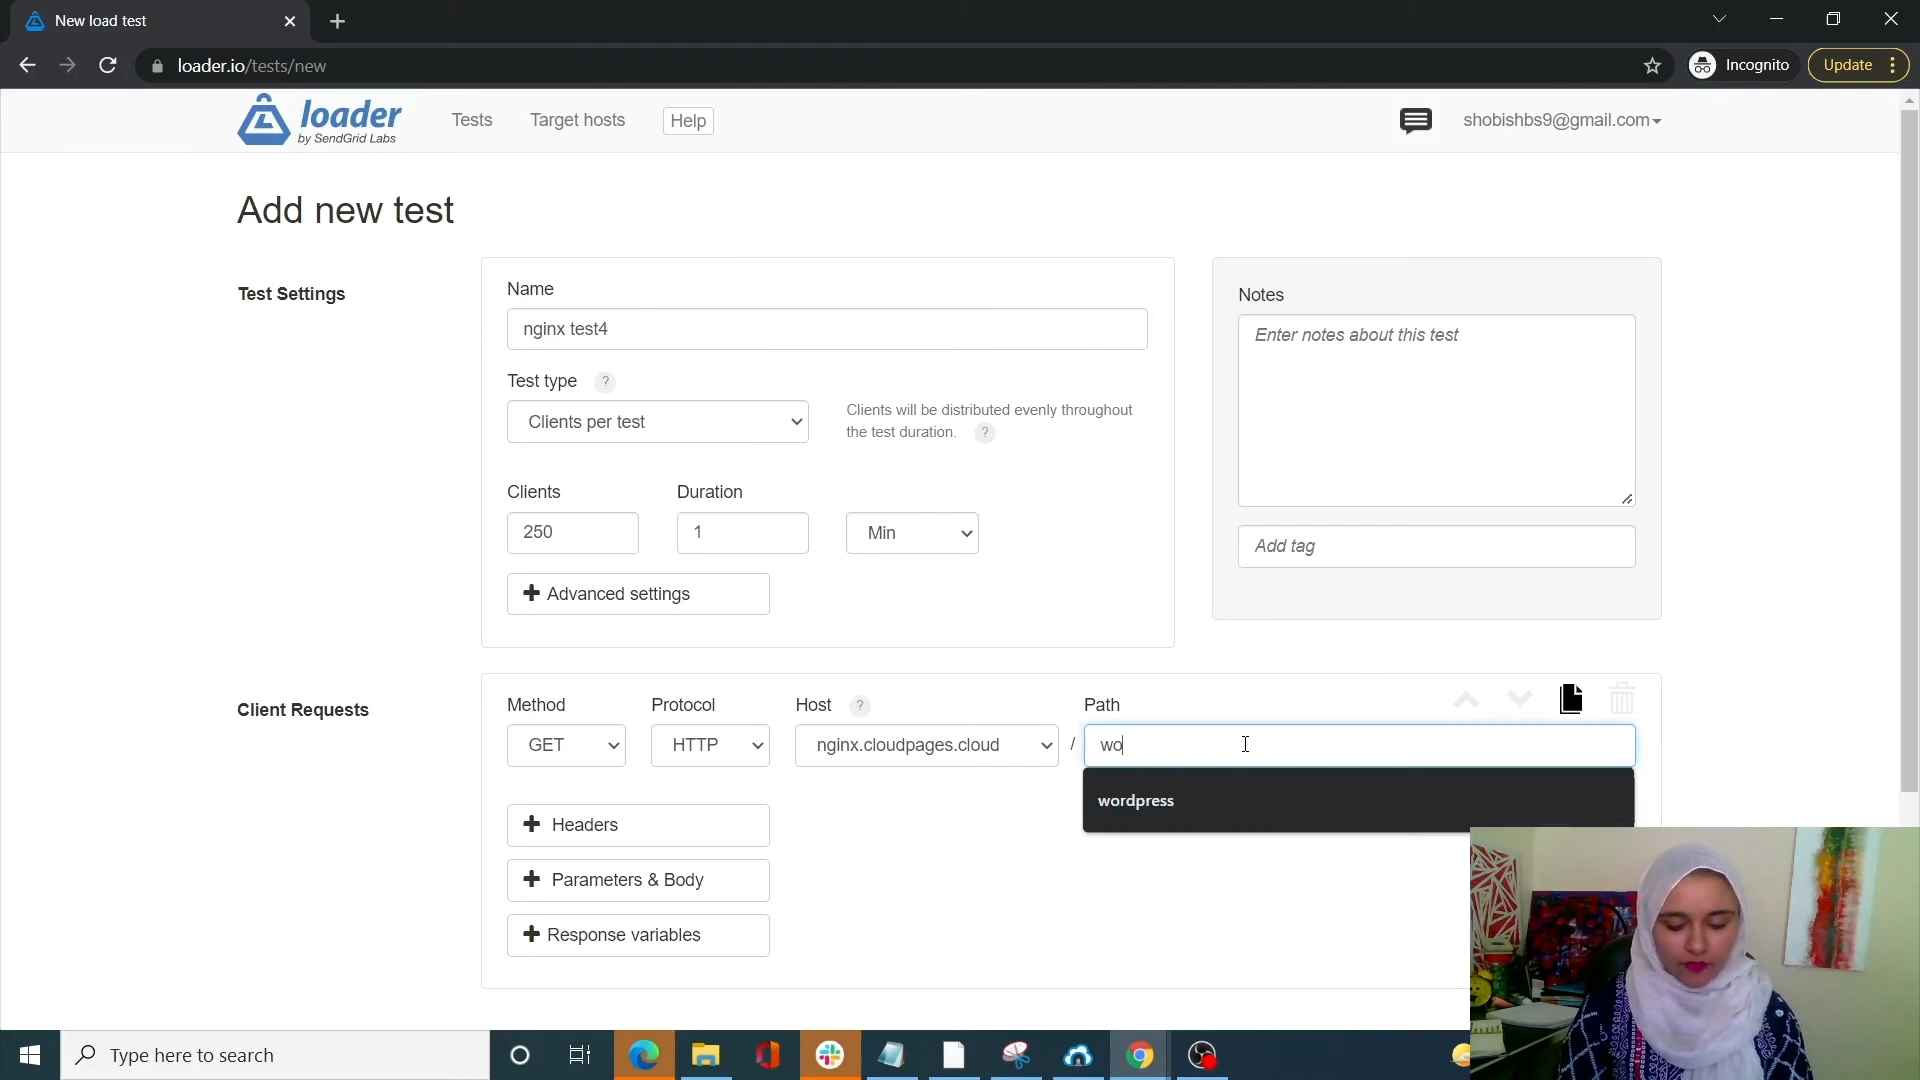 New load test
loader.io/tests/new
Incognito
Update
loader
by SendGrid Labs
Tests
Target hosts
Help
shobishbs9@gmail.com
Add new test
Test Settings
Name
nginx test4
Test type ?
Clients per test
Clients will be distributed evenly throughout
the test duration. ?
Clients
Duration
250
1
Min
+ Advanced settings
Notes
Enter notes about this test
Add tag
Client Requests
Method
Protocol
Host ?
Path
GET
HTTP
nginx.cloudpages.cloud
/
wo
wordpress
+ Headers
+ Parameters & Body
+ Response variables
Type here to search